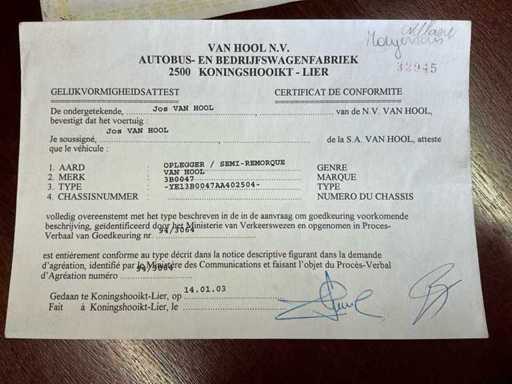 VAN HOOL N.V.
AUTOBUS- EN BEDRIJFSWAGENFABRIEK
2500 KONINGSHOOIKT - LIER
32945
GELIJKVORMIGHEIDSATTEST CERTIFICAT DE CONFORMITE
De ondergetekende, Jos VAN HOOL van de N.V. VAN HOOL,
bevestigt dat het voertuig :
Je soussigné, Jos VAN HOOL de la S.A. VAN HOOL, atteste
que le véhicule :
1. AARD : OPLEGGER / SEMI-REMORQUE GENRE
2. MERK : VAN HOOL MARQUE
3. TYPE : 3B0047 TYPE
4. CHASSISNUMMER : -YE13B0047AA402504- NUMERO DU CHASSIS
volledig overeenstemt met het type beschreven in de in de aanvraag om goedkeuring voorkomende
beschrijving, geïdentificeerd door het Ministerie van Verkeerswezen en opgenomen in Proces-
Verbaal van Goedkeuring nr. 94/3064
est entièrement conforme au type décrit dans la notice descriptive figurant dans la demande
d'agréation, identifié par le Ministère des Communications et faisant l'objet du Procès-Verbal
d'Agréation numéro 94/3064
Gedaan te Koningshooikt-Lier, op 14.01.03
Fait à Koningshooikt-Lier, le